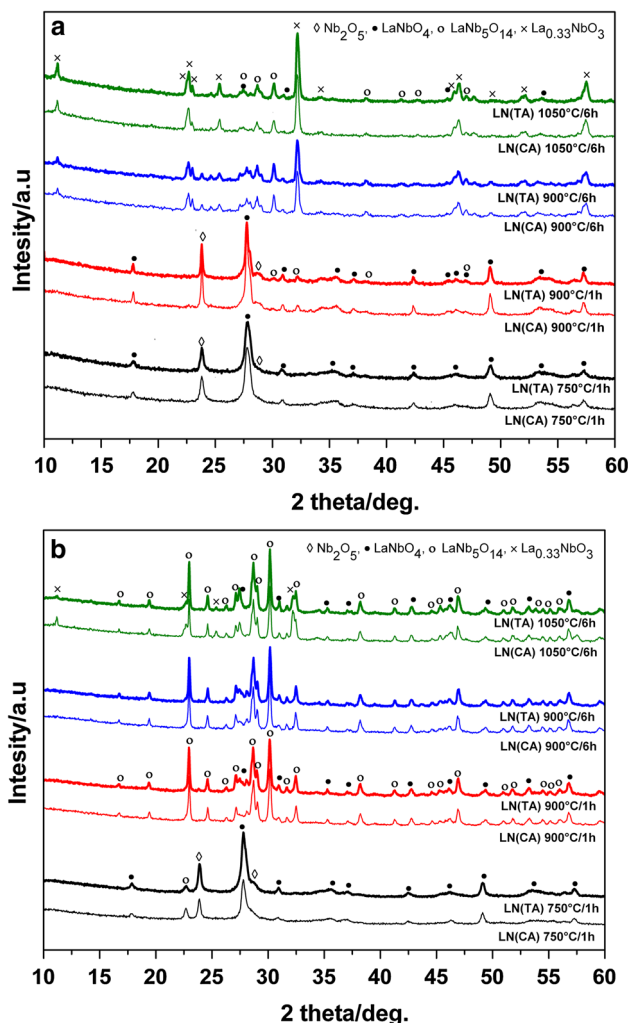 a
◊ Nb2O5, • LaNbO4, o LaNb5O14, × La0.33NbO3
LN(TA) 1050°C/6h
LN(CA) 1050°C/6h
LN(TA) 900°C/6h
LN(CA) 900°C/6h
LN(TA) 900°C/1h
LN(CA) 900°C/1h
LN(TA) 750°C/1h
LN(CA) 750°C/1h
Intesity/a.u
10 15 20 25 30 35 40 45 50 55 60
2 theta/deg.
b
◊ Nb2O5, • LaNbO4, o LaNb5O14, × La0.33NbO3
LN(TA) 1050°C/6h
LN(CA) 1050°C/6h
LN(TA) 900°C/6h
LN(CA) 900°C/6h
LN(TA) 900°C/1h
LN(CA) 900°C/1h
LN(TA) 750°C/1h
LN(CA) 750°C/1h
Intesity/a.u
10 15 20 25 30 35 40 45 50 55 60
2 theta/deg.